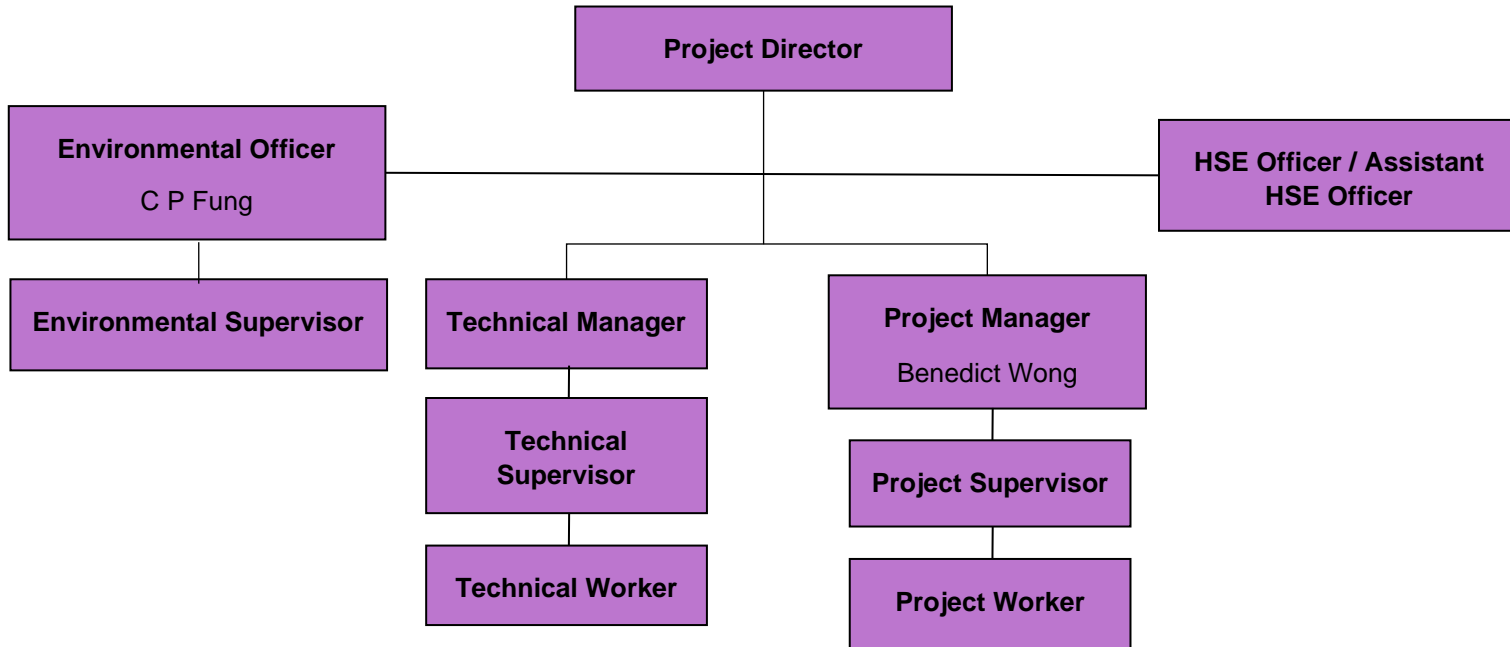 Project Director
Environmental Officer
C P Fung
HSE Officer / Assistant
HSE Officer
Environmental Supervisor
Technical Manager
Project Manager
Benedict Wong
Technical
Supervisor
Project Supervisor
Technical Worker
Project Worker